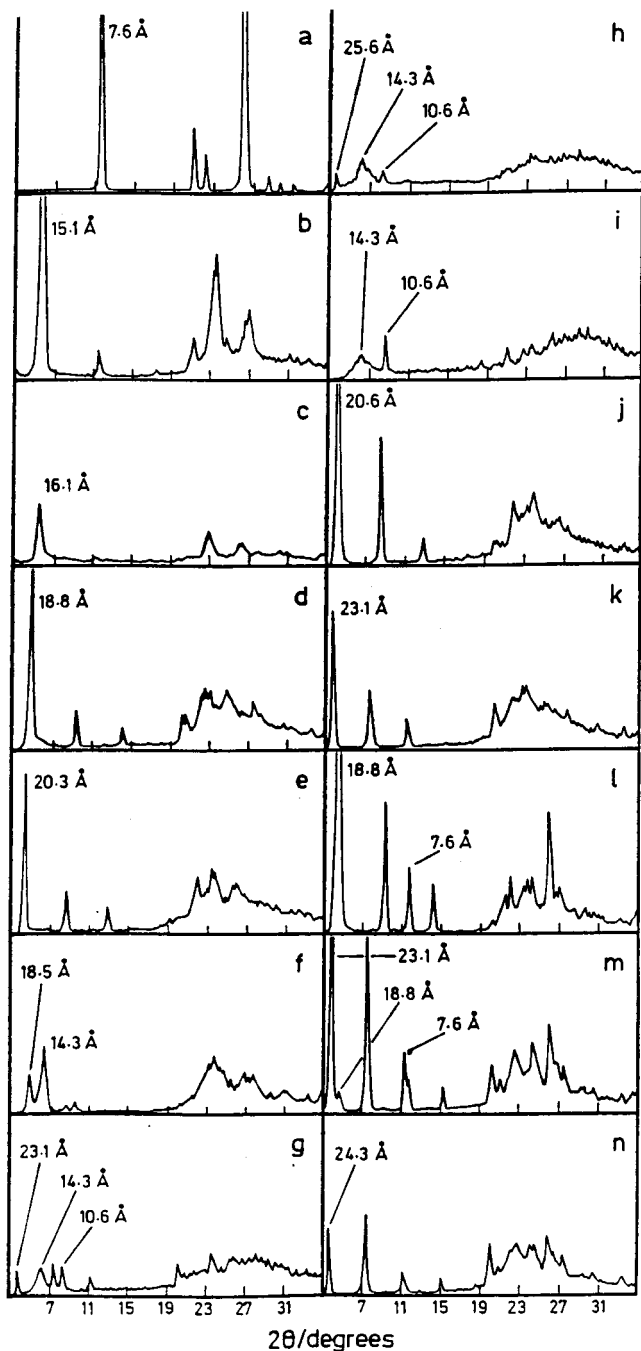 a
7.6 Å
b
15.1 Å
c
16.1 Å
d
18.8 Å
e
20.3 Å
f
18.5 Å
14.3 Å
g
23.1 Å
14.3 Å
10.6 Å
7 11 15 19 23 27 31
h
25.6 Å
14.3 Å
10.6 Å
i
14.3 Å
10.6 Å
j
20.6 Å
k
23.1 Å
l
18.8 Å
7.6 Å
m
23.1 Å
18.8 Å
7.6 Å
n
24.3 Å
7 11 15 19 23 27 31
2θ/degrees